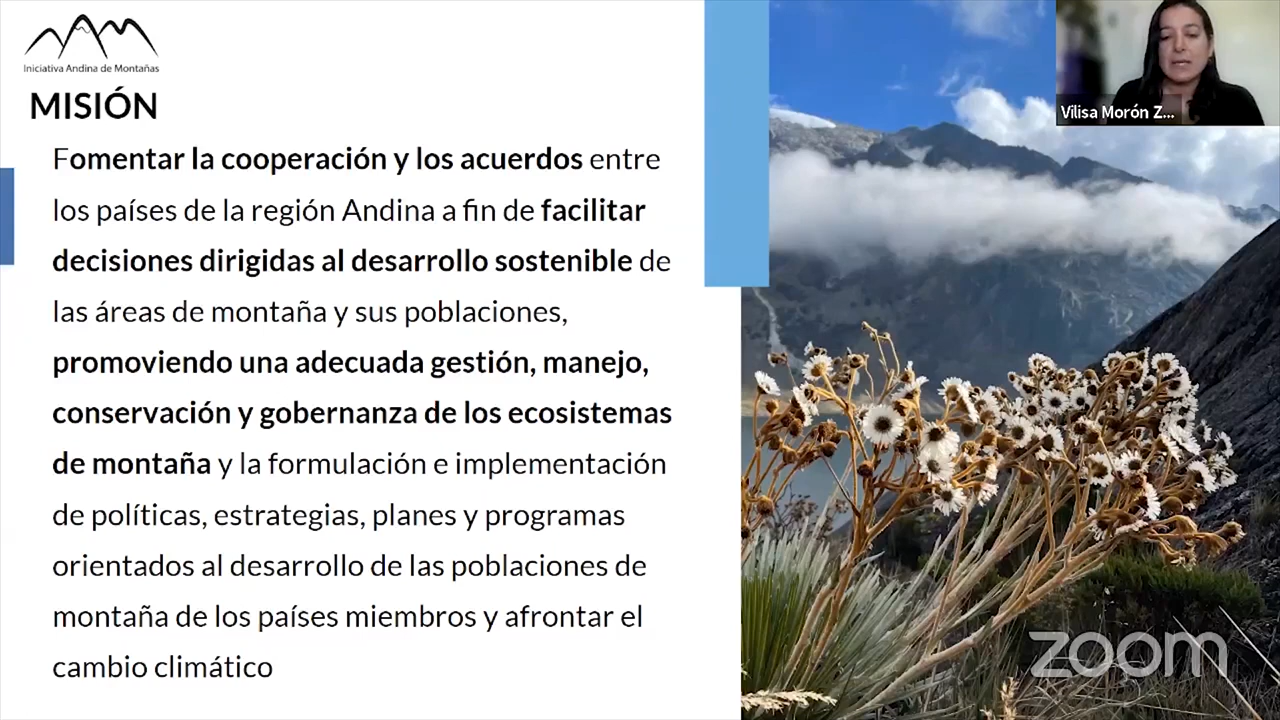 Iniciativa Andina de Montañas
MISIÓN
Fomentar la cooperación y los acuerdos entre
los países de la región Andina a fin de facilitar
decisiones dirigidas al desarrollo sostenible de
las áreas de montaña y sus poblaciones,
promoviendo una adecuada gestión, manejo,
conservación y gobernanza de los ecosistemas
de montaña y la formulación e implementación
de políticas, estrategias, planes y programas
orientados al desarrollo de las poblaciones de
montaña de los países miembros y afrontar el
cambio climático
Vilisa Morón Z...
zoom